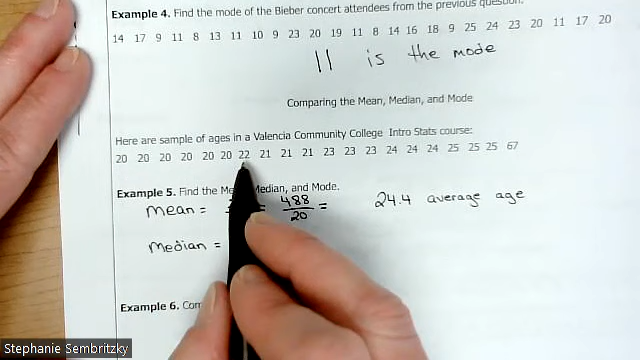 Example 4. Find the mode of the Bieber concert attendees from the previous question.
14 17 9 11 8 13 11 10 9 23 20 19 11 8 14 16 18 9 25 24 23 20 11 17 20
11 is the mode
Comparing the Mean, Median, and Mode
Here are sample of ages in a Valencia Community College Intro Stats course:
20 20 20 20 20 20 22 21 21 21 23 23 23 24 24 24 25 25 25 67
Example 5. Find the Median, and Mode.
mean = = 488/20 = 24.4 average age
median =
Example 6.
Stephanie Sembritzky